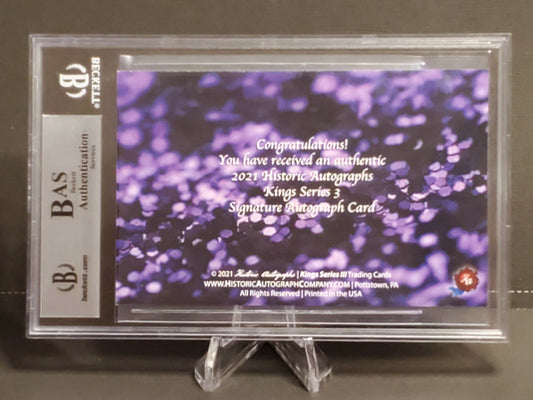 BECKETT
B
BAS
Beckett
Authentication
Services
B
beckett.com
Congratulations!
You have received an authentic
2021 Historic Autographs
Kings Series 3
Signature Autograph Card
© 2021 Historic Autographs | Kings Series III Trading Cards
WWW.HISTORICAUTOGRAPHCOMPANY.COM | Pottstown, PA
All Rights Reserved | Printed in the USA